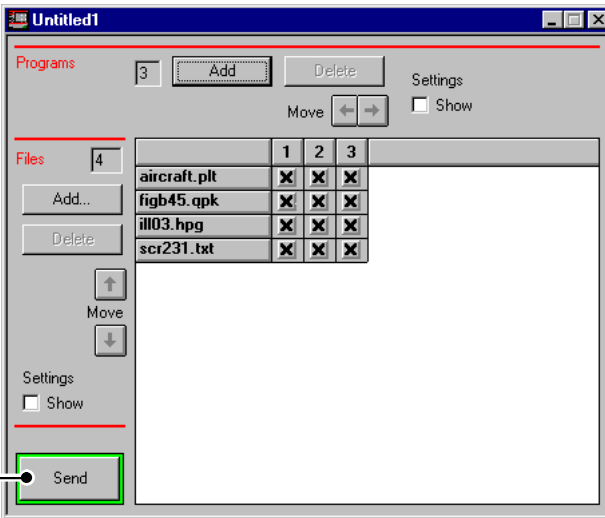 Untitled1
Programs 3 Add Delete Settings
Move Show
Files 4 1 2 3
aircraft.plt
Add... figb45.qpk
ill03.hpg
Delete scr231.txt
Move
Settings
Show
Send